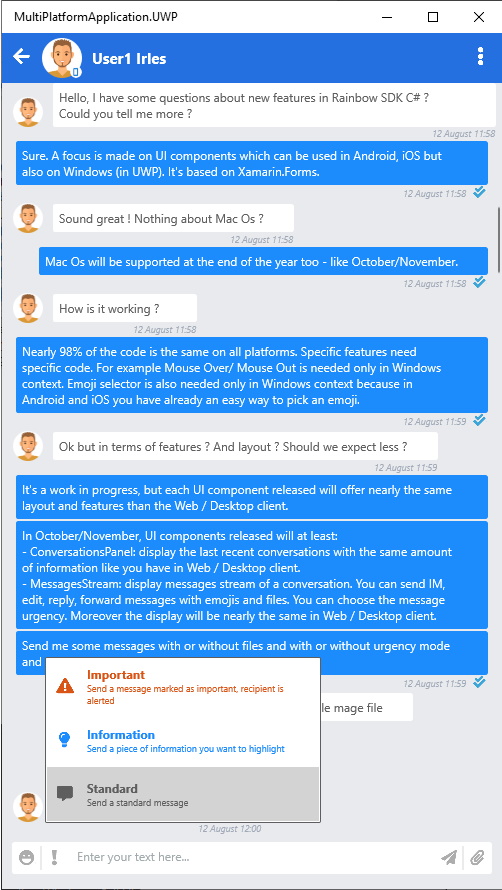 MultiPlatformApplication.UWP
User1 Irles
Hello, I have some questions about new features in Rainbow SDK C# ?
Could you tell me more ?
12 August 11:58
Sure. A focus is made on UI components which can be used in Android, iOS but
also on Windows (in UWP). It's based on Xamarin.Forms.
12 August 11:58
Sound great ! Nothing about Mac Os ?
12 August 11:58
Mac Os will be supported at the end of the year too - like October/November.
12 August 11:58
How is it working ?
12 August 11:58
Nearly 98% of the code is the same on all platforms. Specific features need
specific code. For example Mouse Over/ Mouse Out is needed only in Windows
context. Emoji selector is also needed only in Windows context because in
Android and iOS you have already an easy way to pick an emoji.
12 August 11:59
Ok but in terms of features ? And layout ? Should we expect less ?
12 August 11:59
It's a work in progress, but each UI component released will offer nearly the same
layout and features than the Web / Desktop client.
In October/November, UI components released will at least:
- ConversationsPanel: display the last recent conversations with the same amount
of information like you have in Web / Desktop client.
- MessagesStream: display messages stream of a conversation. You can send IM,
edit, reply, forward messages with emojis and files. You can choose the message
urgency. Moreover the display will be nearly the same in Web / Desktop client.
Send me some messages with or without files and with or without urgency mode
and
12 August 11:59
le mage file
Important
Send a message marked as important, recipient is
alerted
Information
Send a piece of information you want to highlight
Standard
Send a standard message
12 August 12:00
Enter your text here...